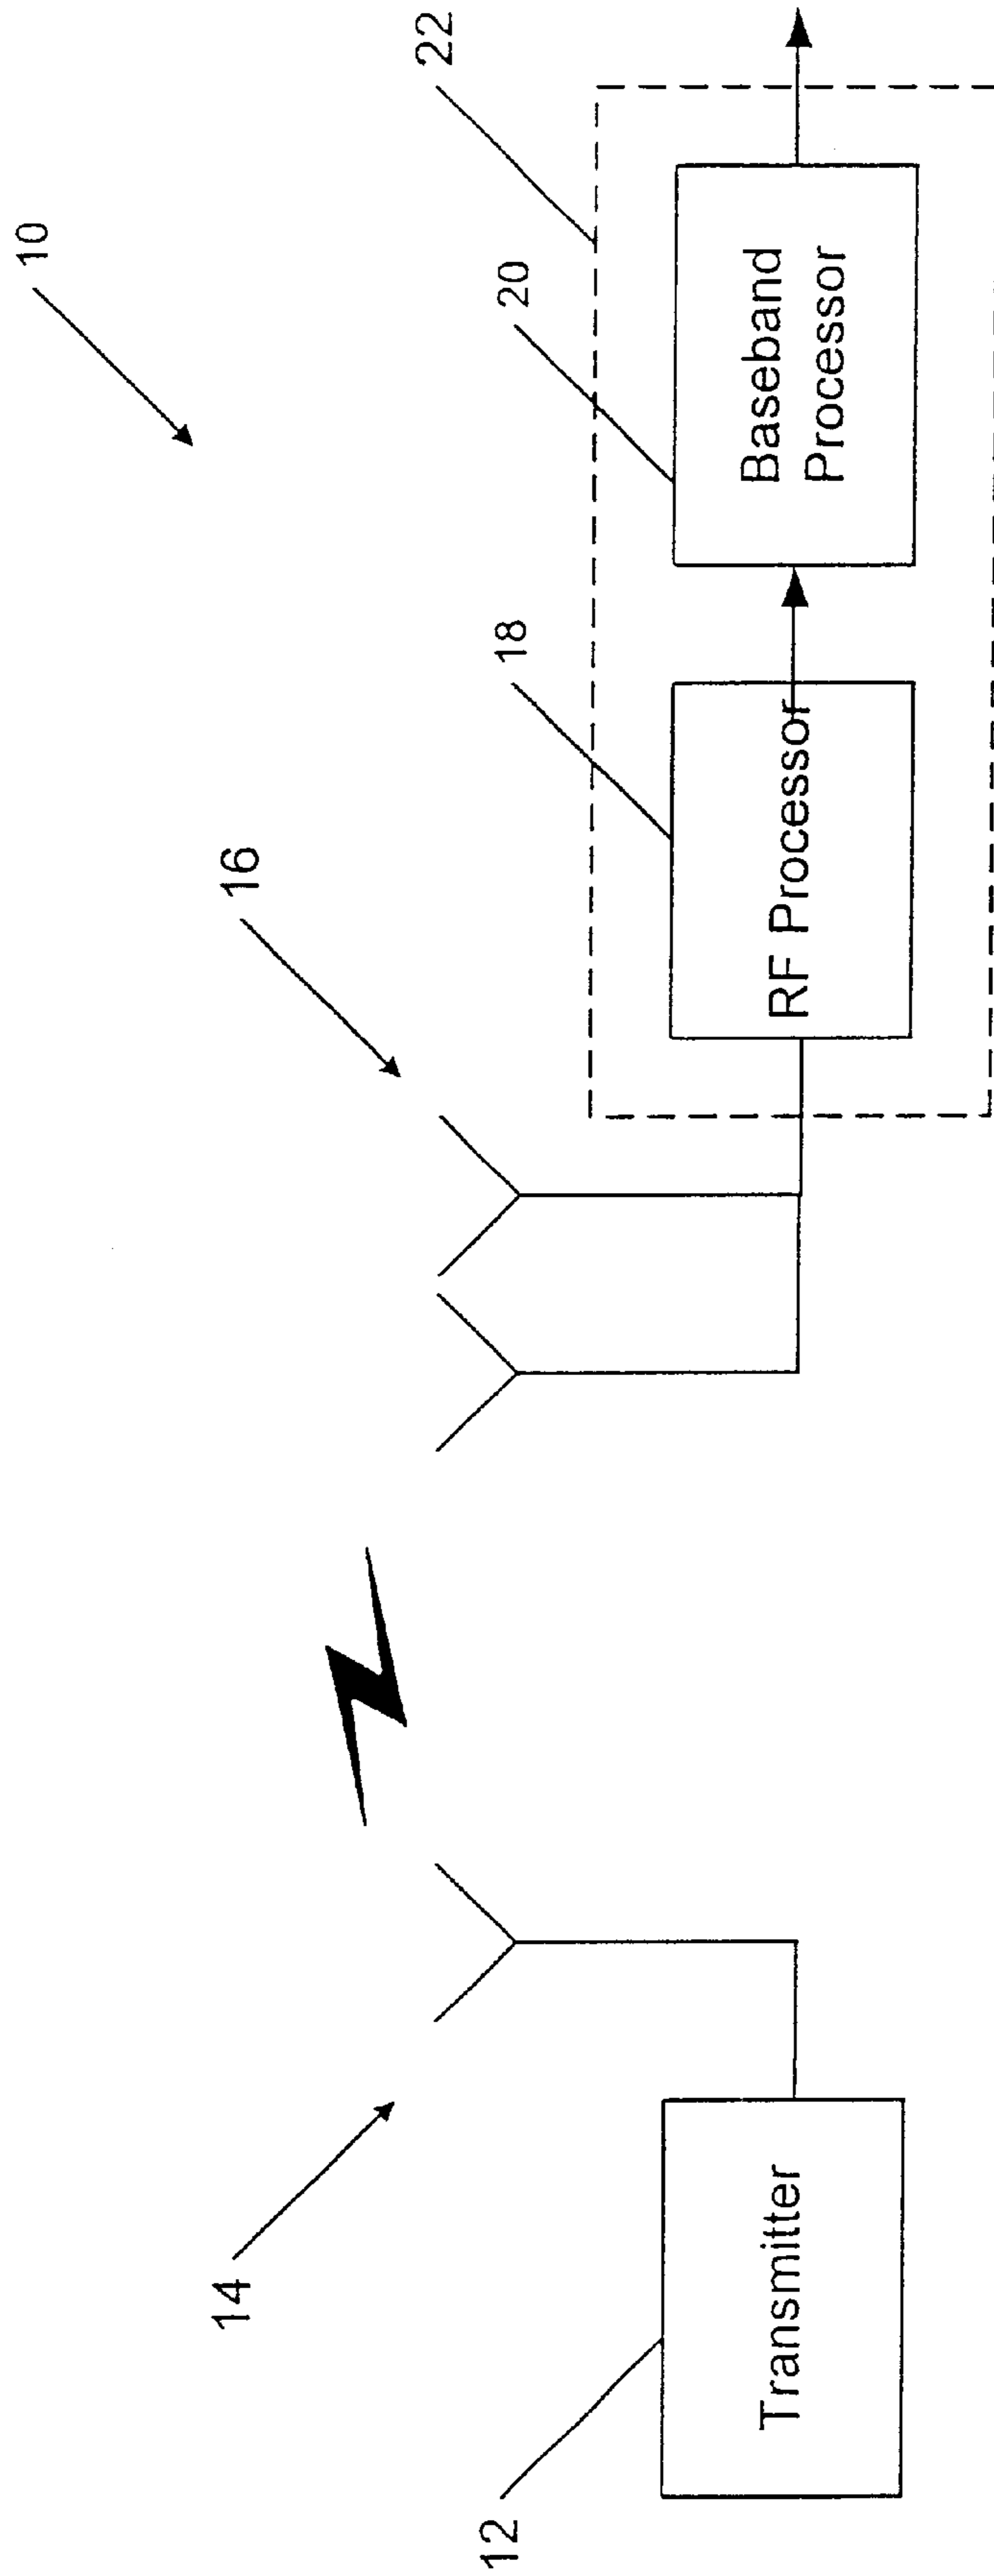 10
22
16
18
20
14
12
RF Processor
Baseband
Processor
Transmitter